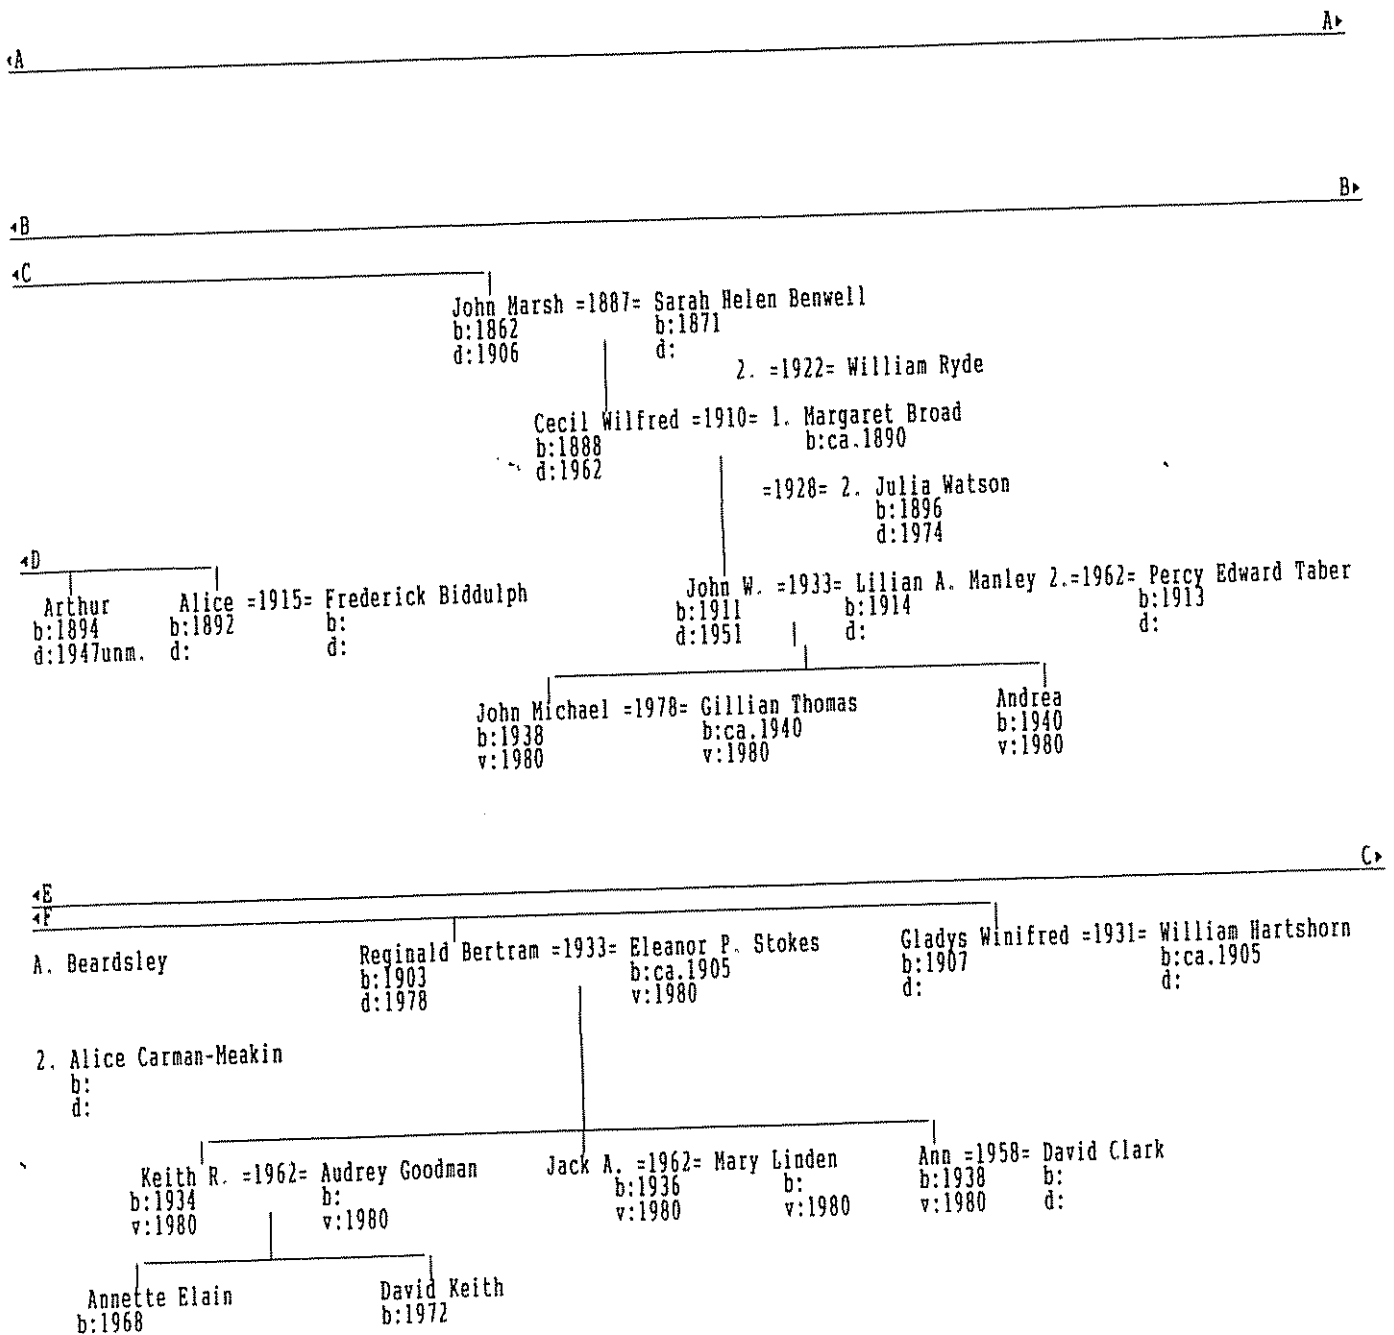 ◂A A▸
◂B B▸
◂C
John Marsh =1887= Sarah Helen Benwell
b:1862 b:1871
d:1906 d:
2. =1922= William Ryde
Cecil Wilfred =1910= 1. Margaret Broad
b:1888 b:ca.1890
d:1962
=1928= 2. Julia Watson
b:1896
d:1974
◂D
Arthur Alice =1915= Frederick Biddulph John W. =1933= Lilian A. Manley 2.=1962= Percy Edward Taber
b:1894 b:1892 b: b:1911 b:1914 b:1913
d:1947unm. d: d: d:1951 d: d:
John Michael =1978= Gillian Thomas Andrea
b:1938 b:ca.1940 b:1940
v:1980 v:1980 v:1980
◂E C▸
◂F
A. Beardsley Reginald Bertram =1933= Eleanor P. Stokes Gladys Winifred =1931= William Hartshorn
b:1903 b:ca.1905 b:1907 b:ca.1905
d:1978 v:1980 d: d:
2. Alice Carman-Meakin
b:
d:
Keith R. =1962= Audrey Goodman Jack A. =1962= Mary Linden Ann =1958= David Clark
b:1934 b: b:1936 b: b:1938 b:
v:1980 v:1980 v:1980 v:1980 v:1980 d:
Annette Elain David Keith
b:1968 b:1972